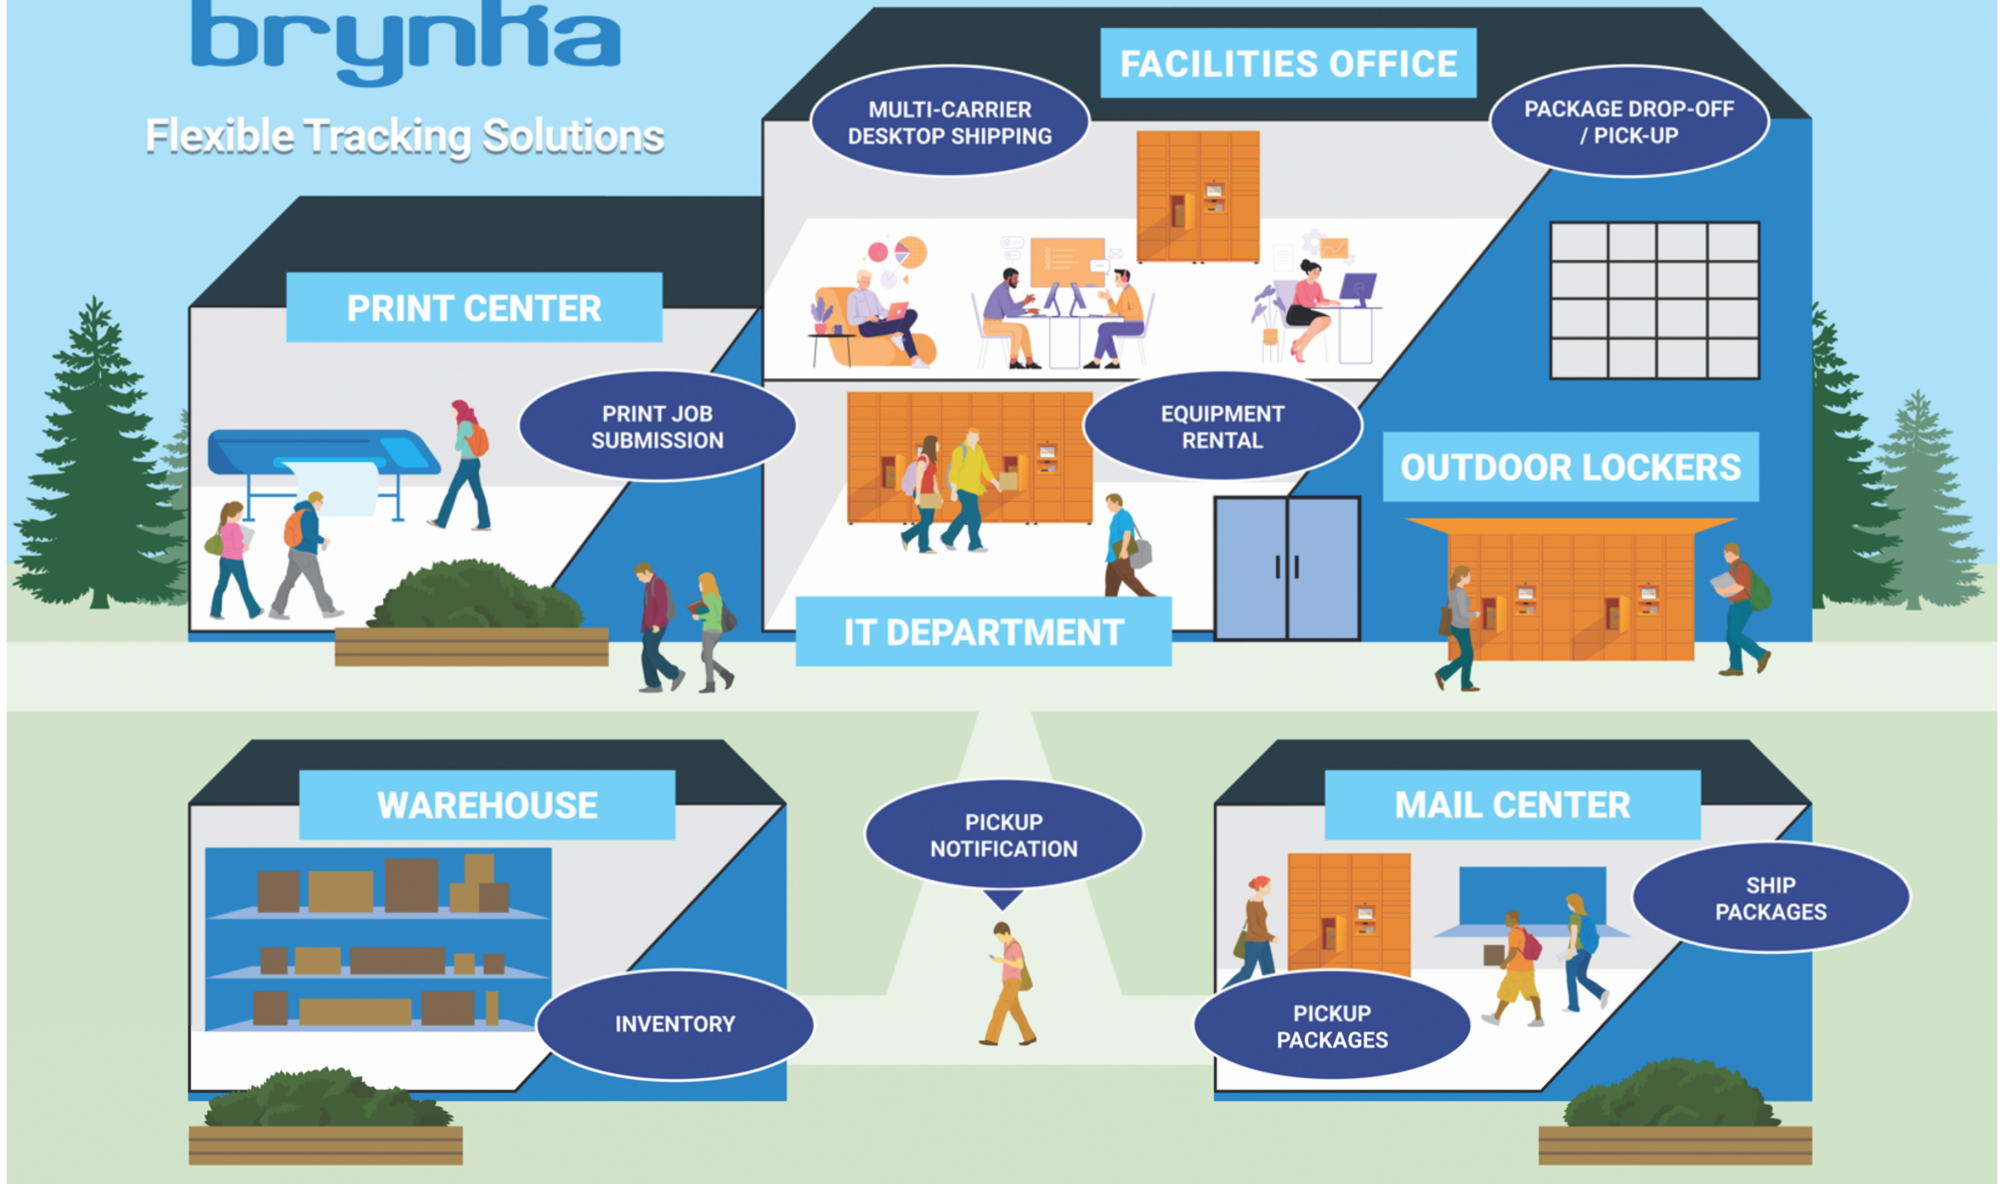 brynka
Flexible Tracking Solutions
FACILITIES OFFICE
MULTI-CARRIER
DESKTOP SHIPPING
PACKAGE DROP-OFF
/ PICK-UP
PRINT CENTER
PRINT JOB
SUBMISSION
EQUIPMENT
RENTAL
OUTDOOR LOCKERS
IT DEPARTMENT
WAREHOUSE
INVENTORY
PICKUP
NOTIFICATION
MAIL CENTER
SHIP
PACKAGES
PICKUP
PACKAGES